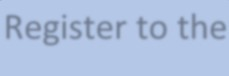 Register to the